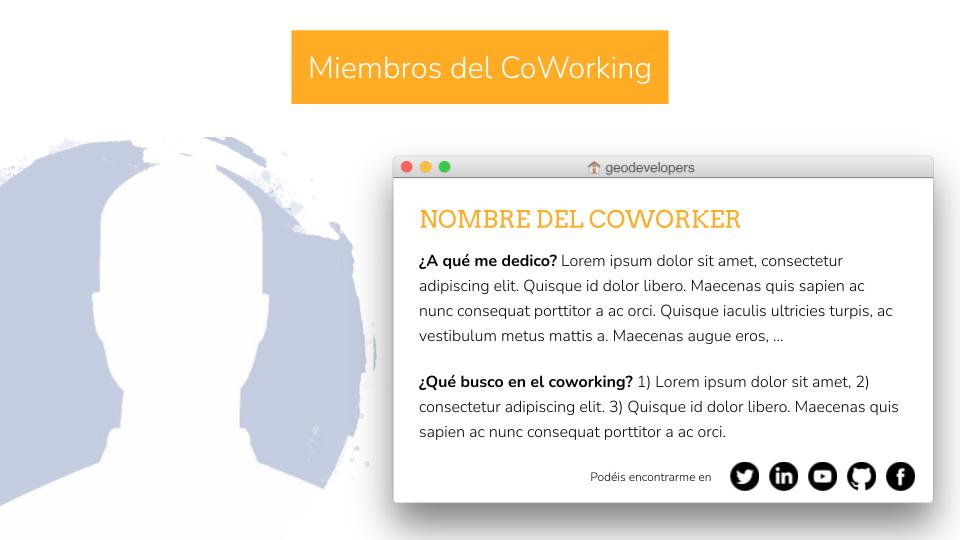 Miembros del CoWorking
geodevelopers
NOMBRE DEL COWORKER
¿A qué me dedico? Lorem ipsum dolor sit amet, consectetur
adipiscing elit. Quisque id dolor libero. Maecenas quis sapien ac
nunc consequat porttitor a ac orci. Quisque iaculis ultricies turpis, ac
vestibulum metus mattis a. Maecenas augue eros, ...
¿Qué busco en el coworking? 1) Lorem ipsum dolor sit amet, 2)
consectetur adipiscing elit. 3) Quisque id dolor libero. Maecenas quis
sapien ac nunc consequat porttitor a ac orci.
Podéis encontrarme en